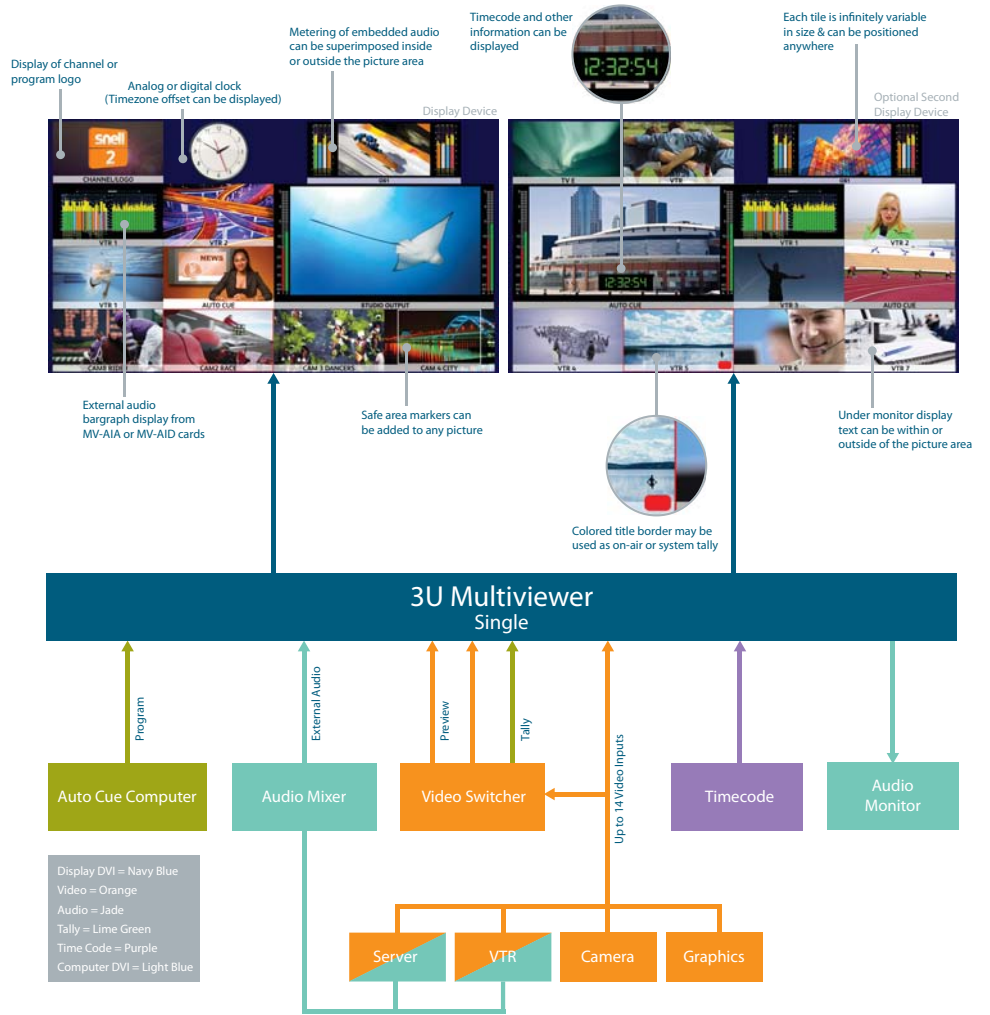 Timecode and other
information can be
displayed
Each tile is infinitely variable
in size & can be positioned
anywhere
Metering of embedded audio
can be superimposed inside
or outside the picture area
Display of channel or
program logo
Analog or digital clock
(Timezone offset can be displayed)
12:32:54
Display Device
Optional Second
Display Device
snell
2
CHANNEL/LOGO
OB1
VTR 1
VTR 2
NEWS
VTR 1
AUTO CUE
STUDIO OUTPUT
CAM2 RACE
CAM 3 DANCERS
CAM 4 CITY
TV E
VTR
OB1
12:32:54
VTR 1
VTR 2
AUTO CUE
VTR 3
AUTO CUE
VTR 4
VTR 5
VTR 6
VTR 7
External audio
bargraph display from
MV-AIA or MV-AID cards
Safe area markers can
be added to any picture
Under monitor display
text can be within or
outside of the picture area
Colored title border may be
used as on-air or system tally
3U Multiviewer
Single
Program
External Audio
Preview
Tally
Up to 14 Video Inputs
Auto Cue Computer
Audio Mixer
Video Switcher
Timecode
Audio
Monitor
Display DVI = Navy Blue
Video = Orange
Audio = Jade
Tally = Lime Green
Time Code = Purple
Computer DVI = Light Blue
Server
VTR
Camera
Graphics